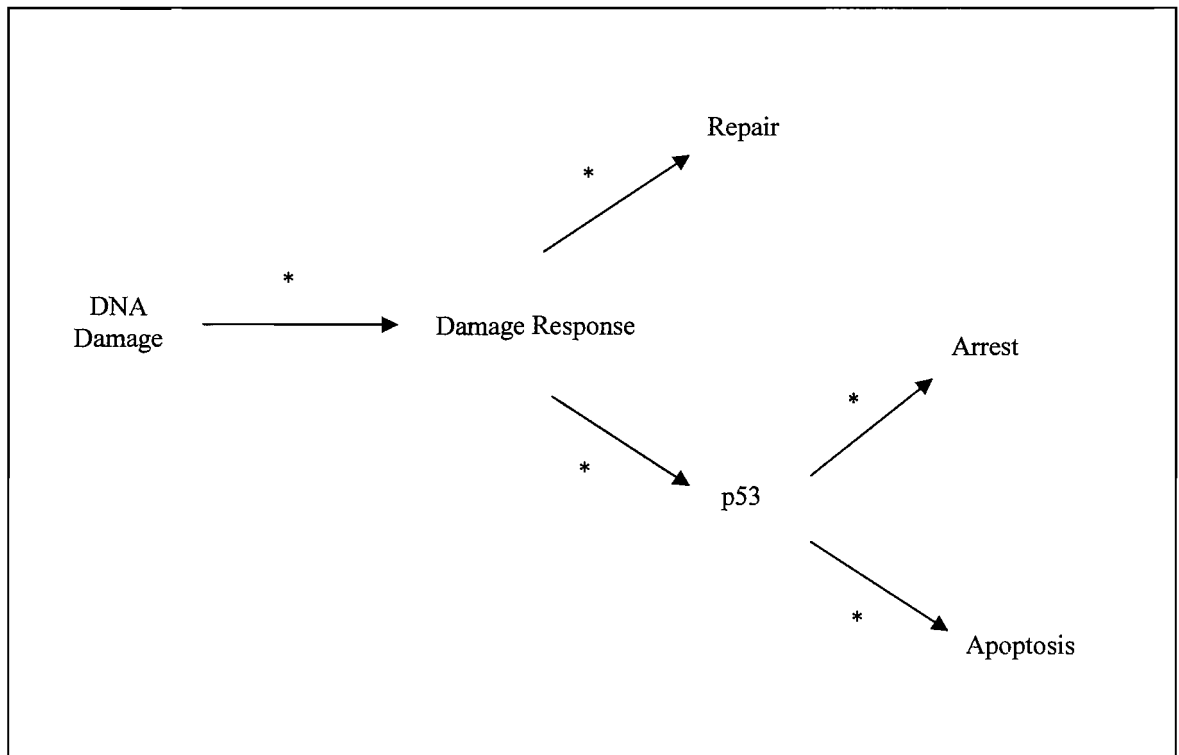 Repair
*
*
DNA
Damage
Damage Response
Arrest
*
*
p53
*
Apoptosis